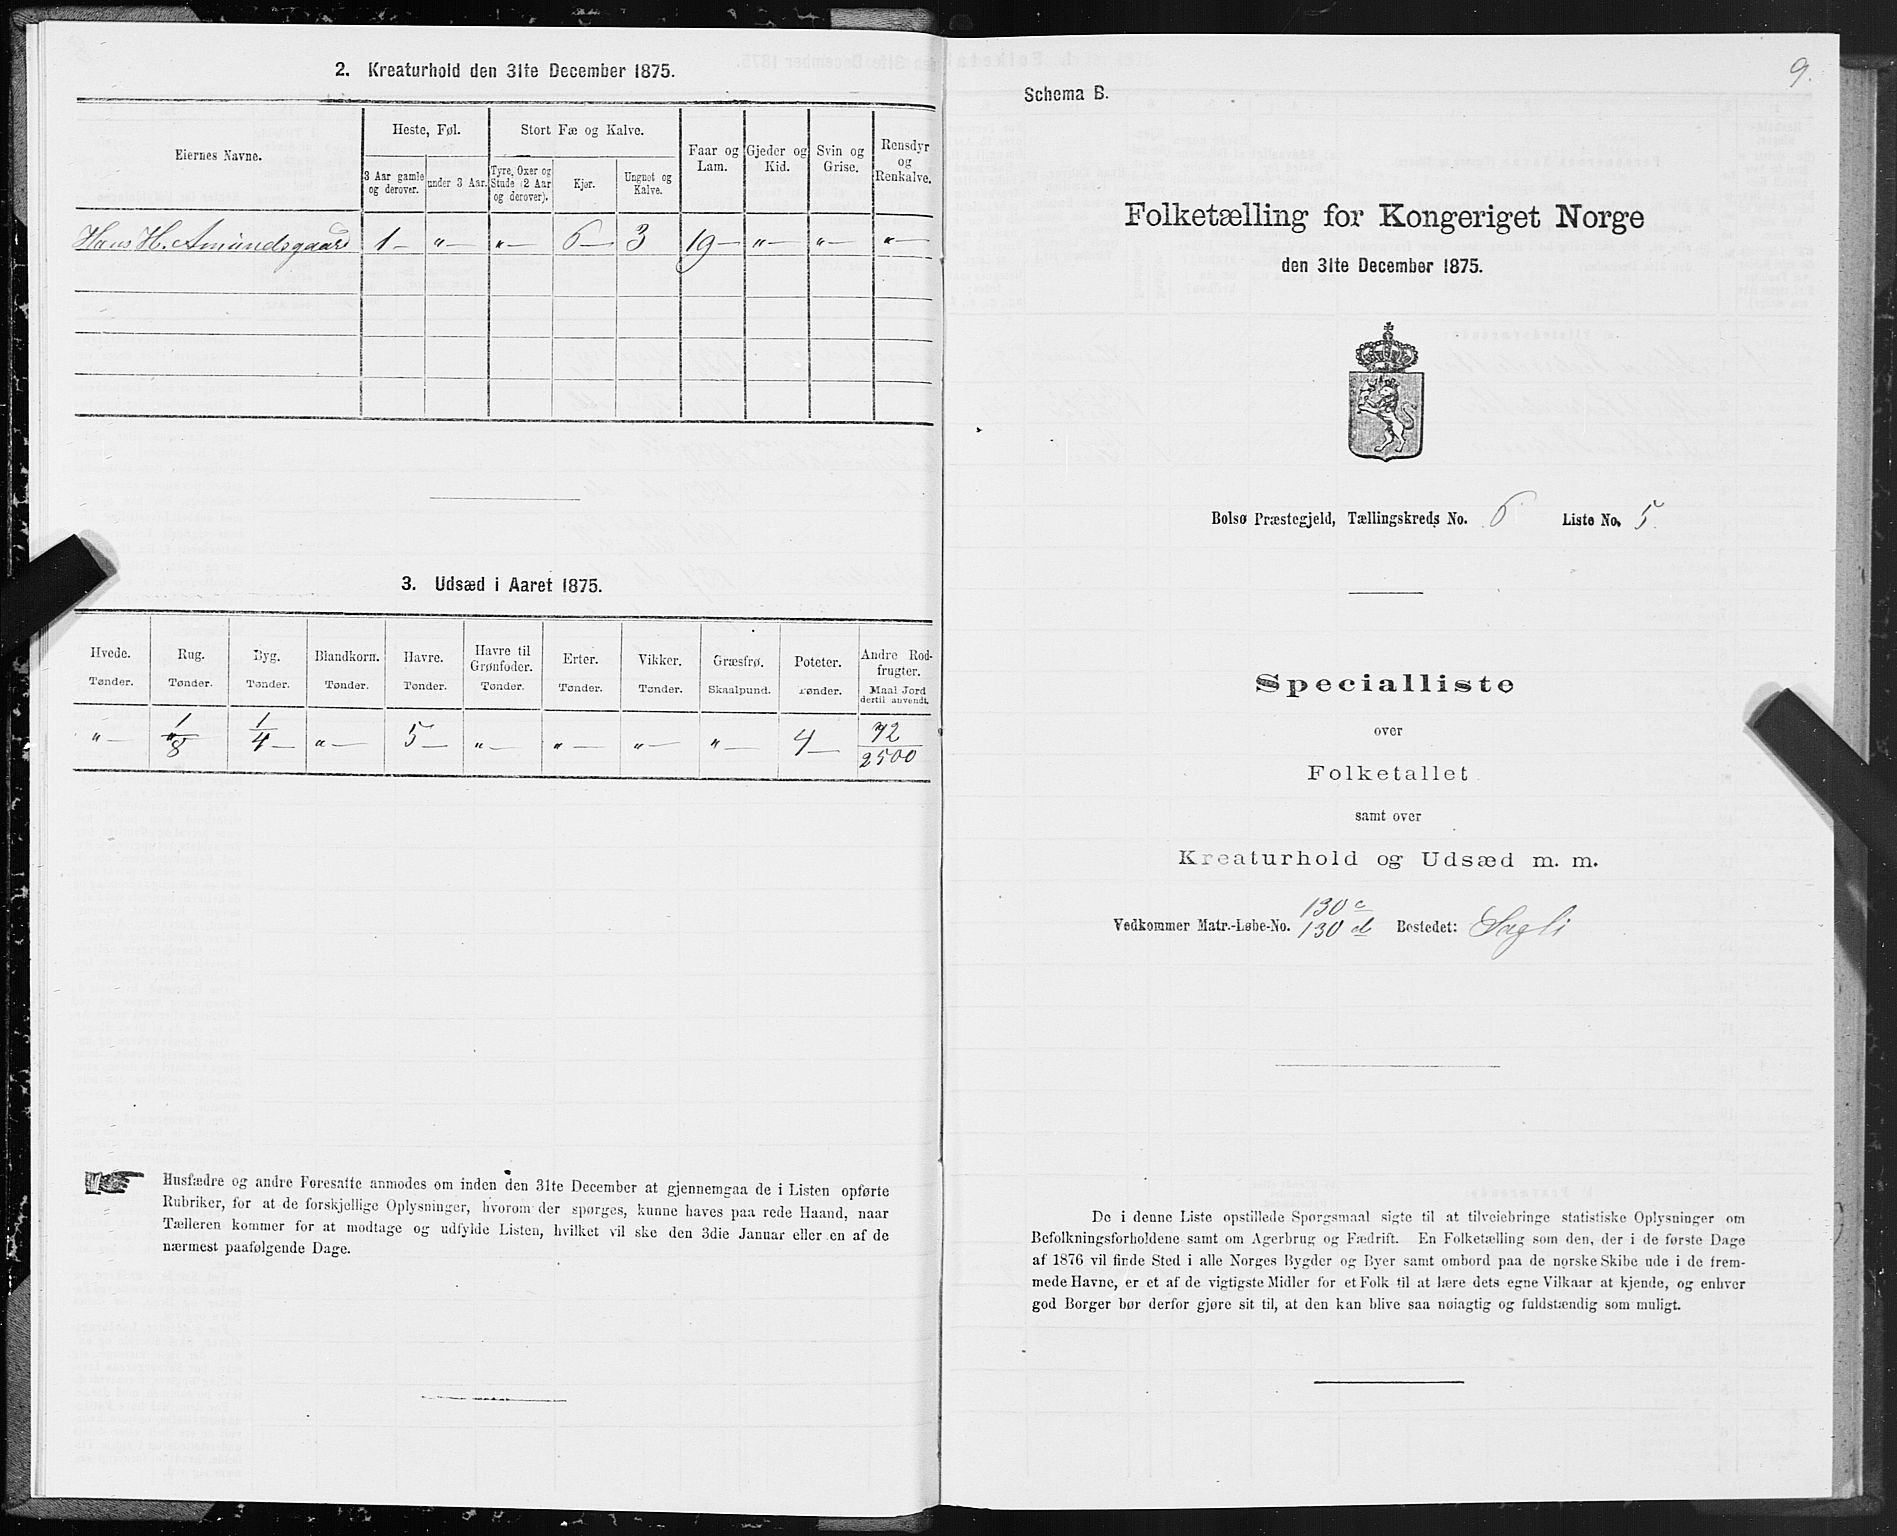 2. Kreaturhold den 31te December 1875.
Eiernes Navne.
Heste, Føl.
3 Aar gamle og derover.
under 3 Aar.
Stort Fæ og Kalve.
Tyre, Oxer og Stude (2 Aar og derover).
Kjør.
Ungnøt og Kalve.
Faar og Lam.
Gjeder og Kid.
Svin og Grise.
Rensdyr og Renkalve.
Hans H. Amundsgaard 1 — " — " — 6 — 3 19 — " — " — " —
3. Udsæd i Aaret 1875.
Hvede. Tønder.
Rug. Tønder.
Byg. Tønder.
Blandkorn. Tønder.
Havre. Tønder.
Havre til Grønfoder. Tønder.
Erter. Tønder.
Vikker. Tønder.
Græsfrø. Skaalpund.
Poteter. Tønder.
Andre Rodfrugter. Maal Jord dertil anvendt.
" — 1/8 1/4 — " — 5 — " — " — " — " — 4 — 72/2500
Husfædre og andre Foresatte anmodes om inden den 31te December at gjennemgaa de i Listen opførte
Rubriker, for at de forskjellige Oplysninger, hvorom der spørges, kunne haves paa rede Haand, naar
Tælleren kommer for at modtage og udfylde Listen, hvilket vil ske den 3die Januar eller en af de
nærmest paafølgende Dage.
9.
Schema B.
Folketælling for Kongeriget Norge
den 31te December 1875.
Bolsø Præstegjeld, Tællingskreds No. 6 Liste No. 5.
Specialliste
over
Folketallet
samt over
Kreaturhold og Udsæd m. m.
130 c
Vedkommer Matr.-Løbe-No. 130 d Bostedet: Sagli
De i denne Liste opstillede Spørgsmaal sigte til at tilveiebringe statistiske Oplysninger om
Befolkningsforholdene samt om Agerbrug og Fædrift. En Folketælling som den, der i de første Dage
af 1876 vil finde Sted i alle Norges Bygder og Byer samt ombord paa de norske Skibe ude i de frem-
mede Havne, er et af de vigtigste Midler for et Folk til at lære dets egne Vilkaar at kjende, og enhver
god Borger bør derfor gjøre sit til, at den kan blive saa nøiagtig og fuldstændig som muligt.